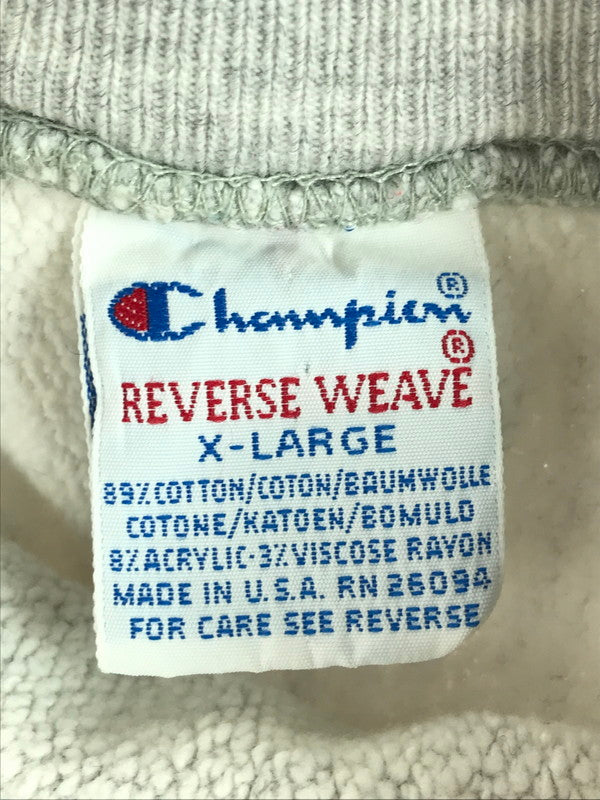 Champion®
REVERSE WEAVE®
X-LARGE
89% COTTON/COTON/BAUMWOLLE
COTONE/KATOEN/BOMULD
8% ACRYLIC-3% VISCOSE RAYON
MADE IN U.S.A. RN 26094
FOR CARE SEE REVERSE